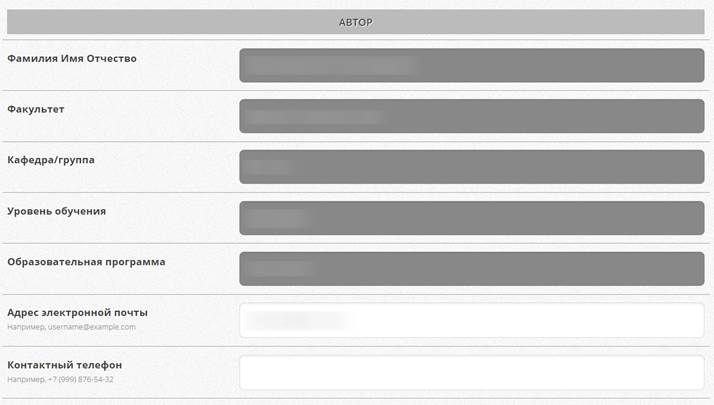 АВТОР
Фамилия Имя Отчество
Факультет
Кафедра/группа
Уровень обучения
Образовательная программа
Адрес электронной почты
Например, username@example.com
Контактный телефон
Например, +7 (999) 876-54-32